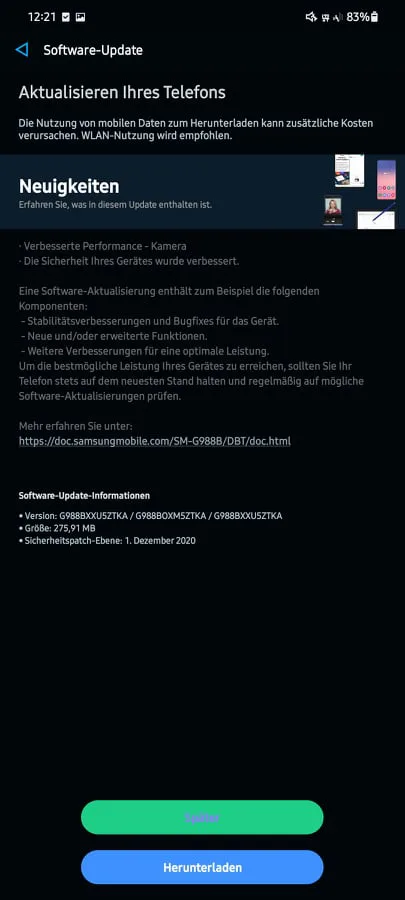 12:21
83%
Software-Update
Aktualisieren Ihres Telefons
Die Nutzung von mobilen Daten zum Herunterladen kann zusätzliche Kosten
verursachen. WLAN-Nutzung wird empfohlen.
Neuigkeiten
Erfahren Sie, was in diesem Update enthalten ist.
· Verbesserte Performance - Kamera
· Die Sicherheit Ihres Gerätes wurde verbessert.
Eine Software-Aktualisierung enthält zum Beispiel die folgenden
Komponenten:
- Stabilitätsverbesserungen und Bugfixes für das Gerät.
- Neue und/oder erweiterte Funktionen.
- Weitere Verbesserungen für eine optimale Leistung.
Um die bestmögliche Leistung Ihres Gerätes zu erreichen, sollten Sie Ihr
Telefon stets auf dem neuesten Stand halten und regelmäßig auf mögliche
Software-Aktualisierungen prüfen.
Mehr erfahren Sie unter:
https://doc.samsungmobile.com/SM-G988B/DBT/doc.html
Software-Update-Informationen
• Version: G988BXXU5ZTKA / G988BOXM5ZTKA / G988BXXU5ZTKA
• Größe: 275,91 MB
• Sicherheitspatch-Ebene: 1. Dezember 2020
Herunterladen